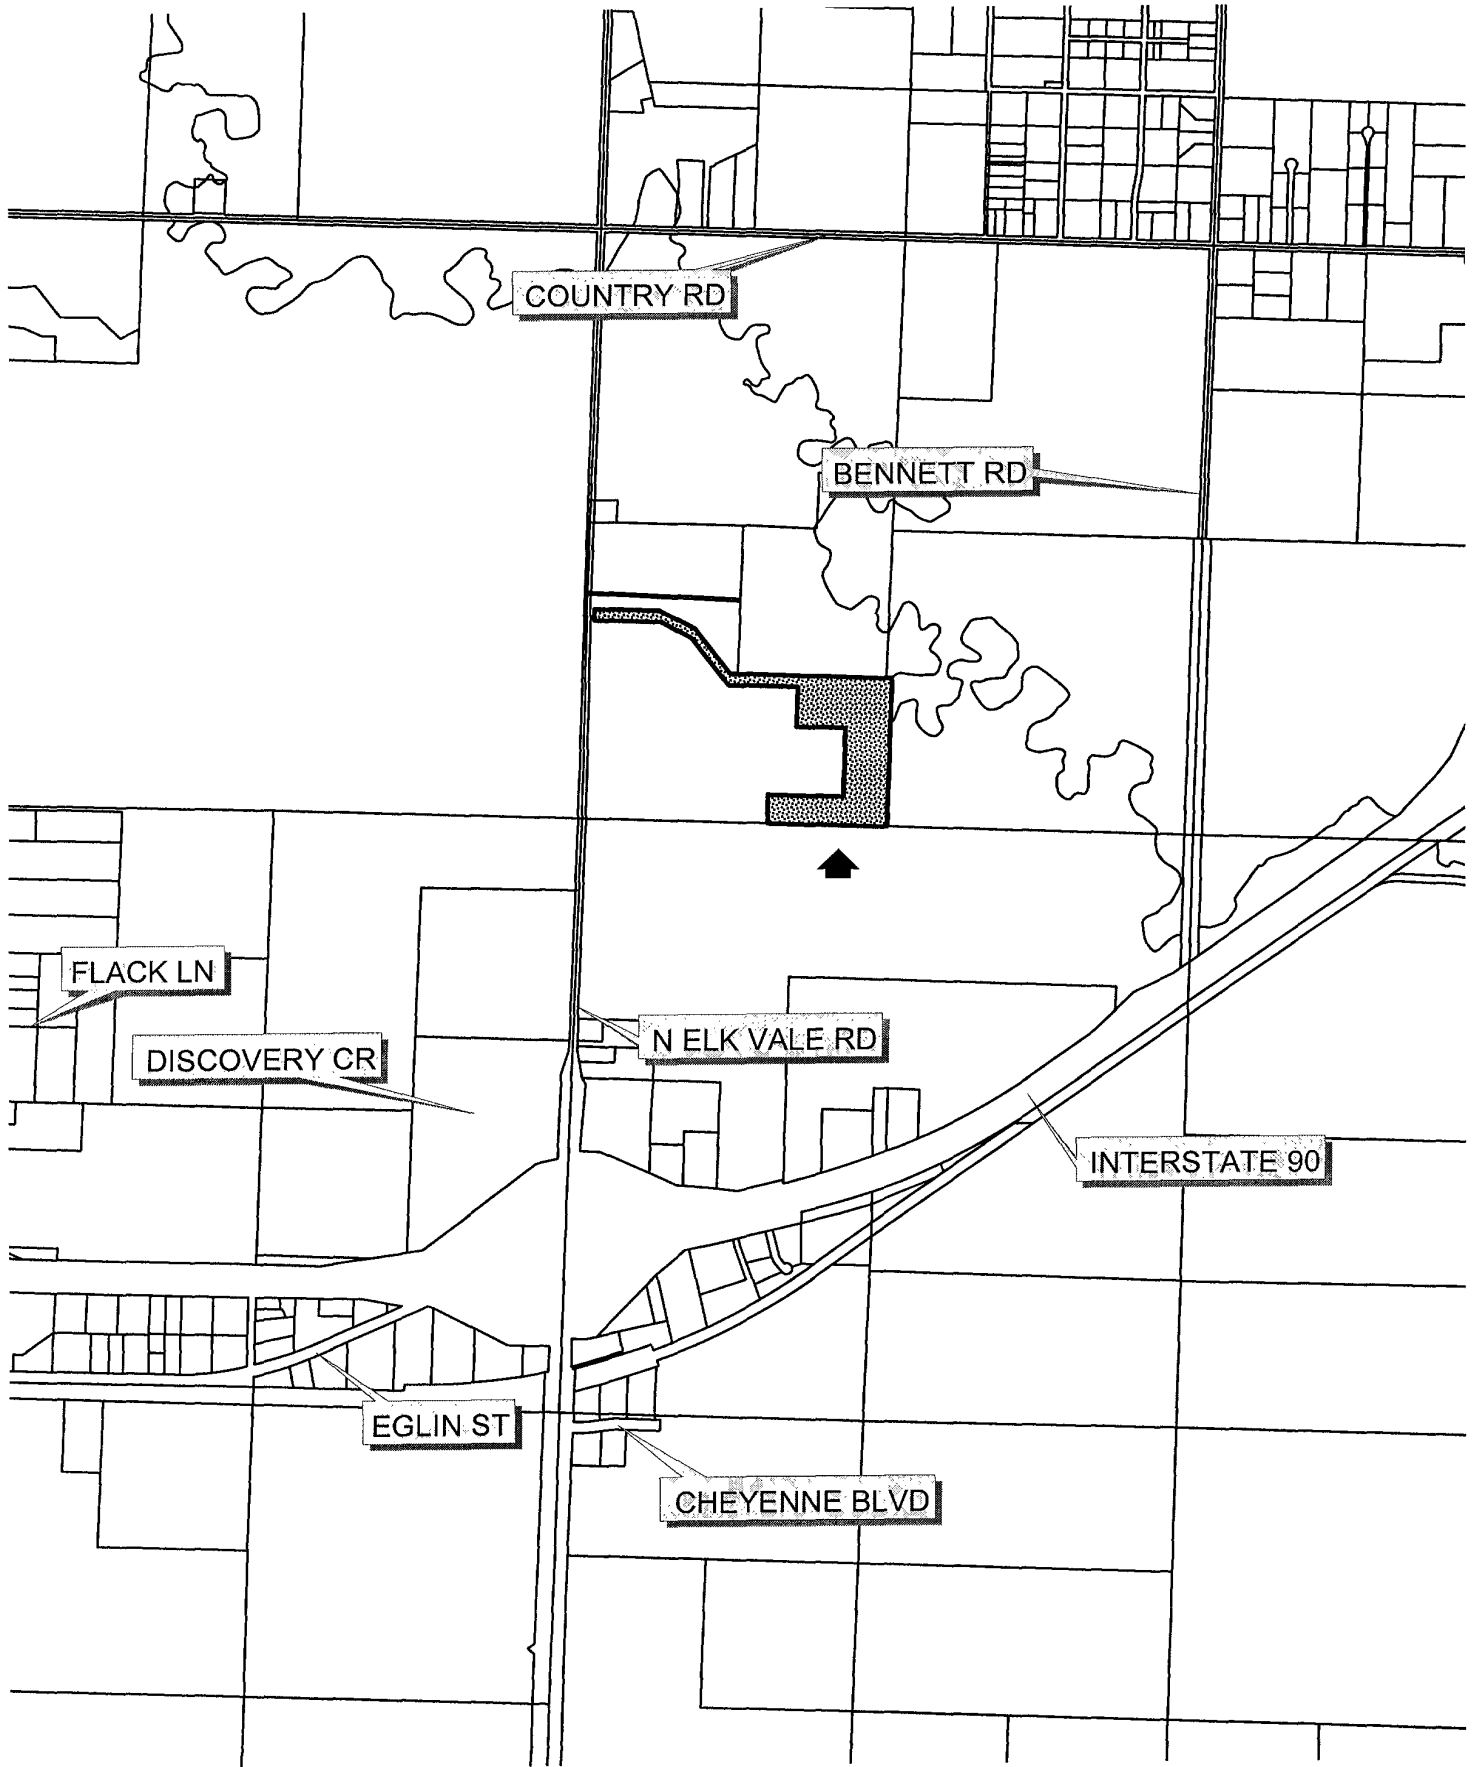 COUNTRY RD
BENNETT RD
FLACK LN
N ELK VALE RD
DISCOVERY CR
INTERSTATE 90
EGLIN ST
CHEYENNE BLVD